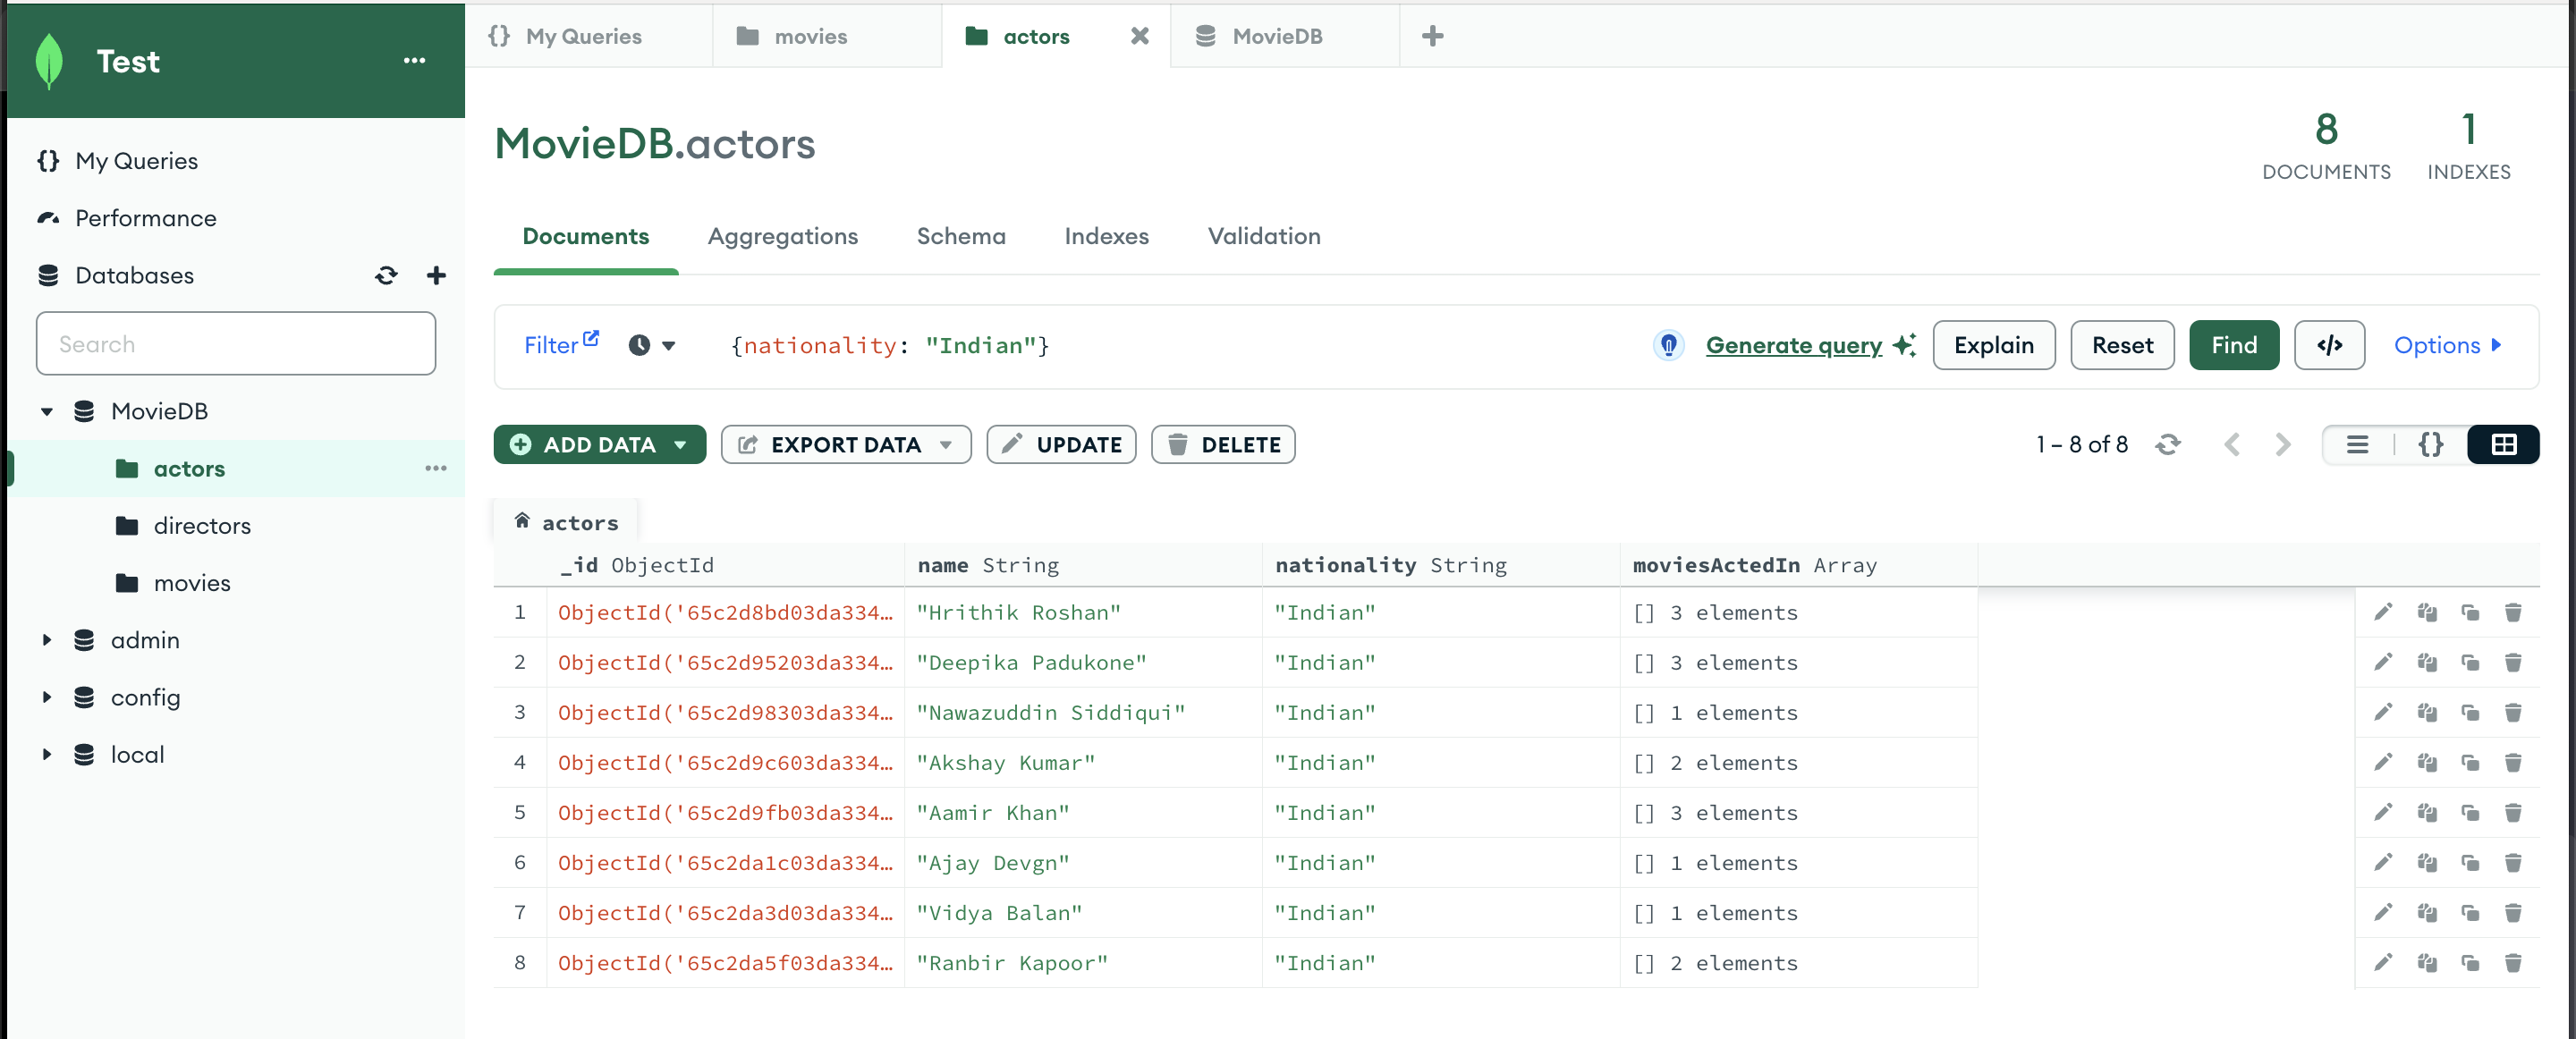 Test
My Queries
movies
actors
MovieDB
My Queries
Performance
Databases
Search
MovieDB
actors
directors
movies
admin
config
local
MovieDB.actors
8
DOCUMENTS
1
INDEXES
Documents
Aggregations
Schema
Indexes
Validation
Filter
{nationality: "Indian"}
Generate query
Explain
Reset
Find
</>
Options
ADD DATA
EXPORT DATA
UPDATE
DELETE
1 – 8 of 8
{}
actors
_id ObjectId name String nationality String moviesActedIn Array
1 ObjectId('65c2d8bd03da334… "Hrithik Roshan" "Indian" [] 3 elements
2 ObjectId('65c2d95203da334… "Deepika Padukone" "Indian" [] 3 elements
3 ObjectId('65c2d98303da334… "Nawazuddin Siddiqui" "Indian" [] 1 elements
4 ObjectId('65c2d9c603da334… "Akshay Kumar" "Indian" [] 2 elements
5 ObjectId('65c2d9fb03da334… "Aamir Khan" "Indian" [] 3 elements
6 ObjectId('65c2da1c03da334… "Ajay Devgn" "Indian" [] 1 elements
7 ObjectId('65c2da3d03da334… "Vidya Balan" "Indian" [] 1 elements
8 ObjectId('65c2da5f03da334… "Ranbir Kapoor" "Indian" [] 2 elements